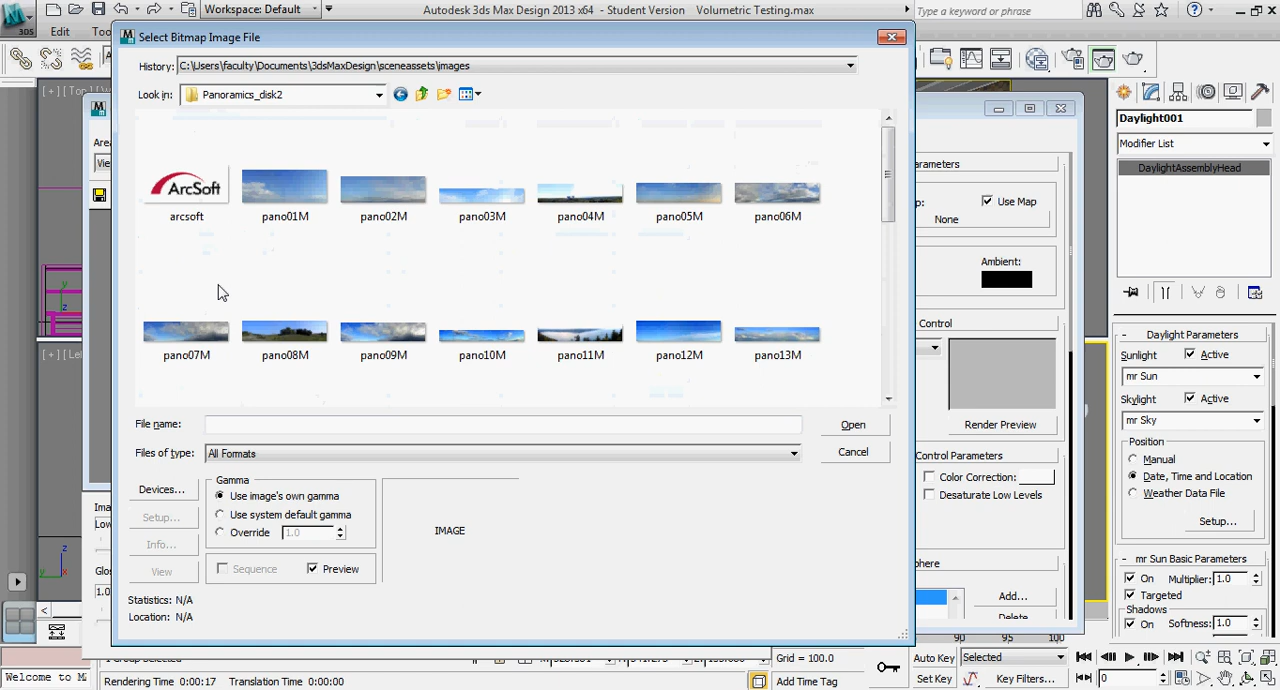 Workspace: Default
Autodesk 3ds Max Design 2013 x64 - Student Version Volumetric Testing.max
Type a keyword or phrase
3DS
Edit
Select Bitmap Image File
History: C:\Users\faculty\Documents\3dsMaxDesign\sceneassets\images
Look in: Panoramics_disk2
ArcSoft
arcsoft pano01M pano02M pano03M pano04M pano05M pano06M
pano07M pano08M pano09M pano10M pano11M pano12M pano13M
File name: Open
Files of type: All Formats Cancel
Devices...
Setup...
Info...
View
Gamma
Use image's own gamma
Use system default gamma
Override 1.0
Sequence Preview
IMAGE
Statistics: N/A
Location: N/A
Use Map
None
Ambient:
Control
Render Preview
Control Parameters
Color Correction:
Desaturate Low Levels
Add...
Delete
Daylight001
Modifier List
DaylightAssemblyHead
- Daylight Parameters
Sunlight Active
mr Sun
Skylight Active
mr Sky
Position
Manual
Date, Time and Location
Weather Data File
Setup...
- mr Sun Basic Parameters
On Multiplier: 1.0
Targeted
Shadows
On Softness: 1.0
90 95 100
Grid = 100.0
Auto Key Selected
Welcome to M
Rendering Time 0:00:17 Translation Time 0:00:00
Add Time Tag
Set Key Key Filters... 0